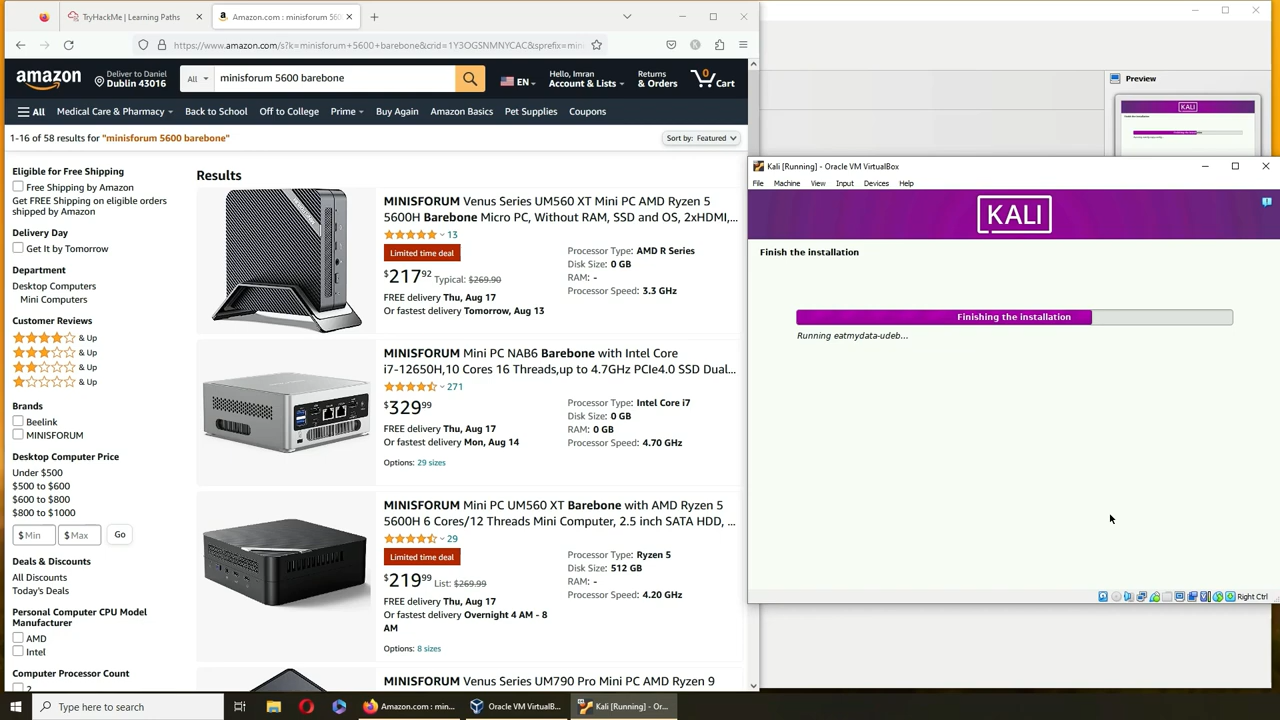 TryHackMe | Learning Paths
Amazon.com : minisforum 560
https://www.amazon.com/s?k=minisforum+5600+barebone&crid=1Y3OGSNMNYCAC&sprefix=min
amazon
Deliver to Daniel
Dublin 43016
All
minisforum 5600 barebone
EN
Hello, Imran
Account & Lists
Returns
& Orders
0
Cart
All
Medical Care & Pharmacy
Back to School
Off to College
Prime
Buy Again
Amazon Basics
Pet Supplies
Coupons
1-16 of 58 results for "minisforum 5600 barebone"
Sort by: Featured
Eligible for Free Shipping
Free Shipping by Amazon
Get FREE Shipping on eligible orders
shipped by Amazon
Delivery Day
Get It by Tomorrow
Department
Desktop Computers
Mini Computers
Customer Reviews
& Up
& Up
& Up
& Up
Brands
Beelink
MINISFORUM
Desktop Computer Price
Under $500
$500 to $600
$600 to $800
$800 to $1000
$ Min
$ Max
Go
Deals & Discounts
All Discounts
Today's Deals
Personal Computer CPU Model
Manufacturer
AMD
Intel
Computer Processor Count
2
Results
MINISFORUM Venus Series UM560 XT Mini PC AMD Ryzen 5
5600H Barebone Micro PC, Without RAM, SSD and OS, 2xHDMI,...
13
Limited time deal
$217 92 Typical: $269.90
FREE delivery Thu, Aug 17
Or fastest delivery Tomorrow, Aug 13
Processor Type: AMD R Series
Disk Size: 0 GB
RAM: -
Processor Speed: 3.3 GHz
MINISFORUM Mini PC NAB6 Barebone with Intel Core
i7-12650H,10 Cores 16 Threads,up to 4.7GHz PCIe4.0 SSD Dual...
271
$329 99
FREE delivery Thu, Aug 17
Or fastest delivery Mon, Aug 14
Options: 29 sizes
Processor Type: Intel Core i7
Disk Size: 0 GB
RAM: 0 GB
Processor Speed: 4.70 GHz
MINISFORUM Mini PC UM560 XT Barebone with AMD Ryzen 5
5600H 6 Cores/12 Threads Mini Computer, 2.5 inch SATA HDD, ...
29
Limited time deal
$219 99 List: $269.99
FREE delivery Thu, Aug 17
Or fastest delivery Overnight 4 AM - 8
AM
Options: 8 sizes
Processor Type: Ryzen 5
Disk Size: 512 GB
RAM: -
Processor Speed: 4.20 GHz
MINISFORUM Venus Series UM790 Pro Mini PC AMD Ryzen 9
Preview
KALI
Kali [Running] - Oracle VM VirtualBox
File Machine View Input Devices Help
KALI
Finish the installation
Finishing the installation
Running eatmydata-udeb...
Right Ctrl
Type here to search
Amazon.com : min...
Oracle VM VirtualB...
Kali [Running] - Or...